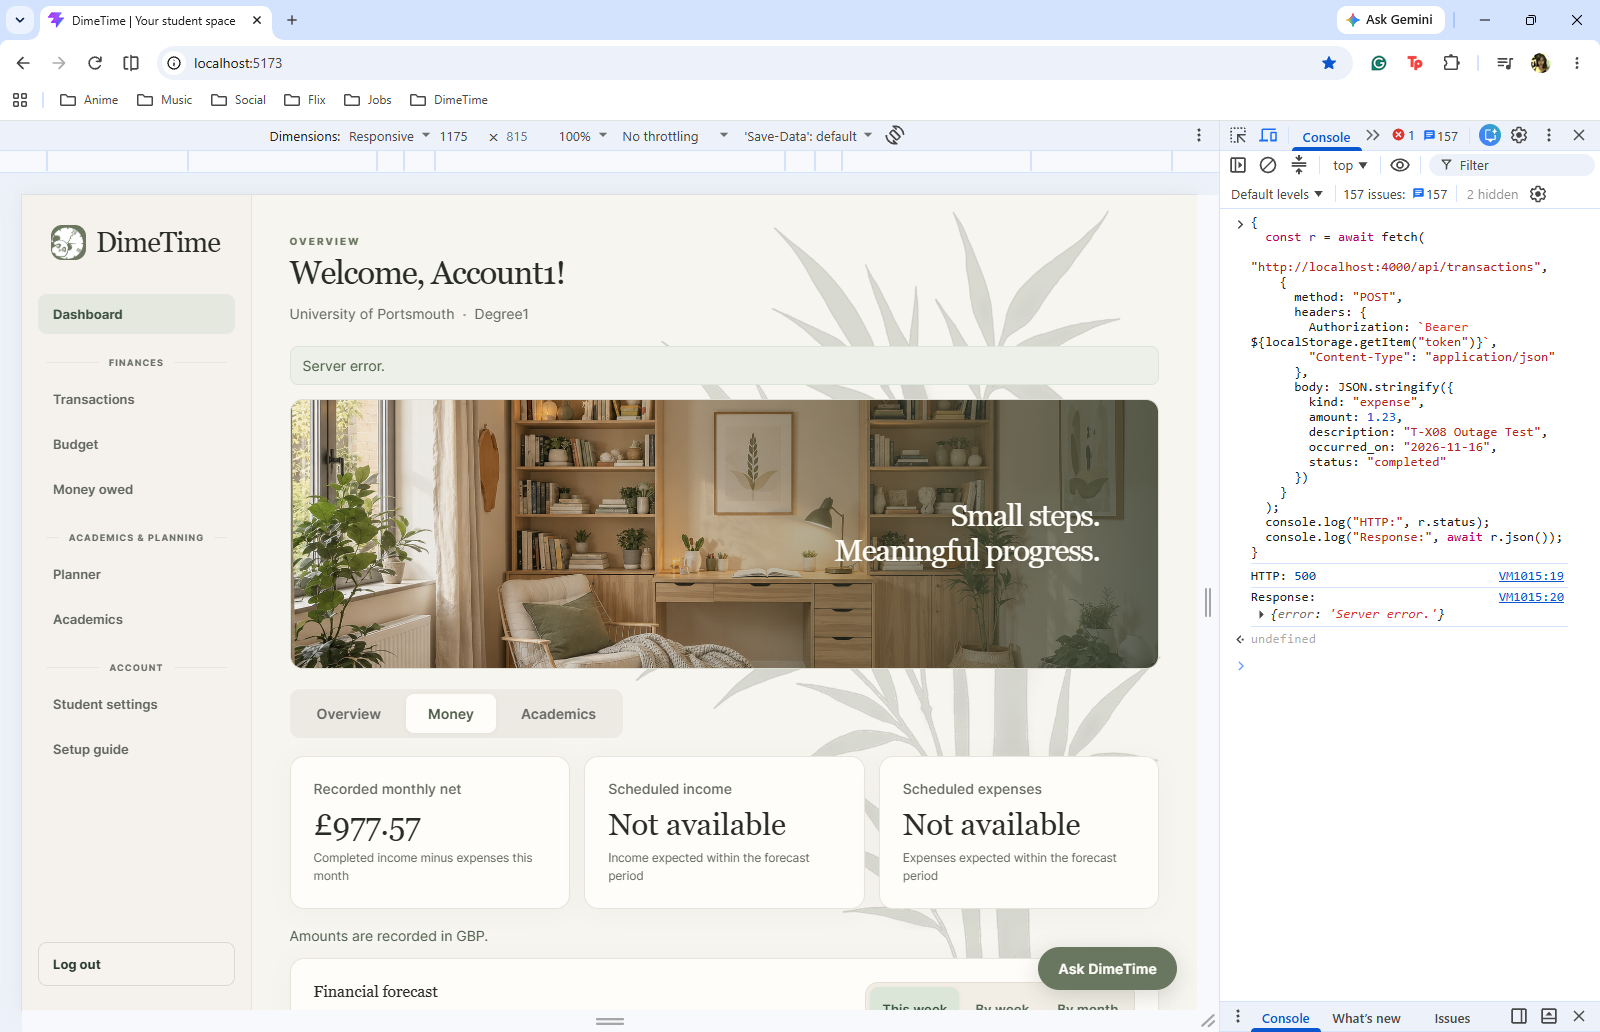 DimeTime | Your student space
Ask Gemini
localhost:5173
Anime
Music
Social
Flix
Jobs
DimeTime
Dimensions: Responsive 1175 × 815 100% No throttling 'Save-Data': default
Console 1 157
top Filter
Default levels 157 issues: 157 2 hidden
DimeTime
Dashboard
FINANCES
Transactions
Budget
Money owed
ACADEMICS & PLANNING
Planner
Academics
ACCOUNT
Student settings
Setup guide
Log out
OVERVIEW
Welcome, Account1!
University of Portsmouth · Degree1
Server error.
Small steps.
Meaningful progress.
Overview Money Academics
Recorded monthly net
£977.57
Completed income minus expenses this
month
Scheduled income
Not available
Income expected within the forecast
period
Scheduled expenses
Not available
Expenses expected within the forecast
period
Amounts are recorded in GBP.
Financial forecast
This week By week By month
Ask DimeTime
{
const r = await fetch(
"http://localhost:4000/api/transactions",
{
method: "POST",
headers: {
Authorization: `Bearer
${localStorage.getItem("token")}`,
"Content-Type": "application/json"
},
body: JSON.stringify({
kind: "expense",
amount: 1.23,
description: "T-X08 Outage Test",
occurred_on: "2026-11-16",
status: "completed"
})
}
);
console.log("HTTP:", r.status);
console.log("Response:", await r.json());
}
HTTP: 500 VM1015:19
Response: VM1015:20
{error: 'Server error.'}
undefined
Console What's new Issues